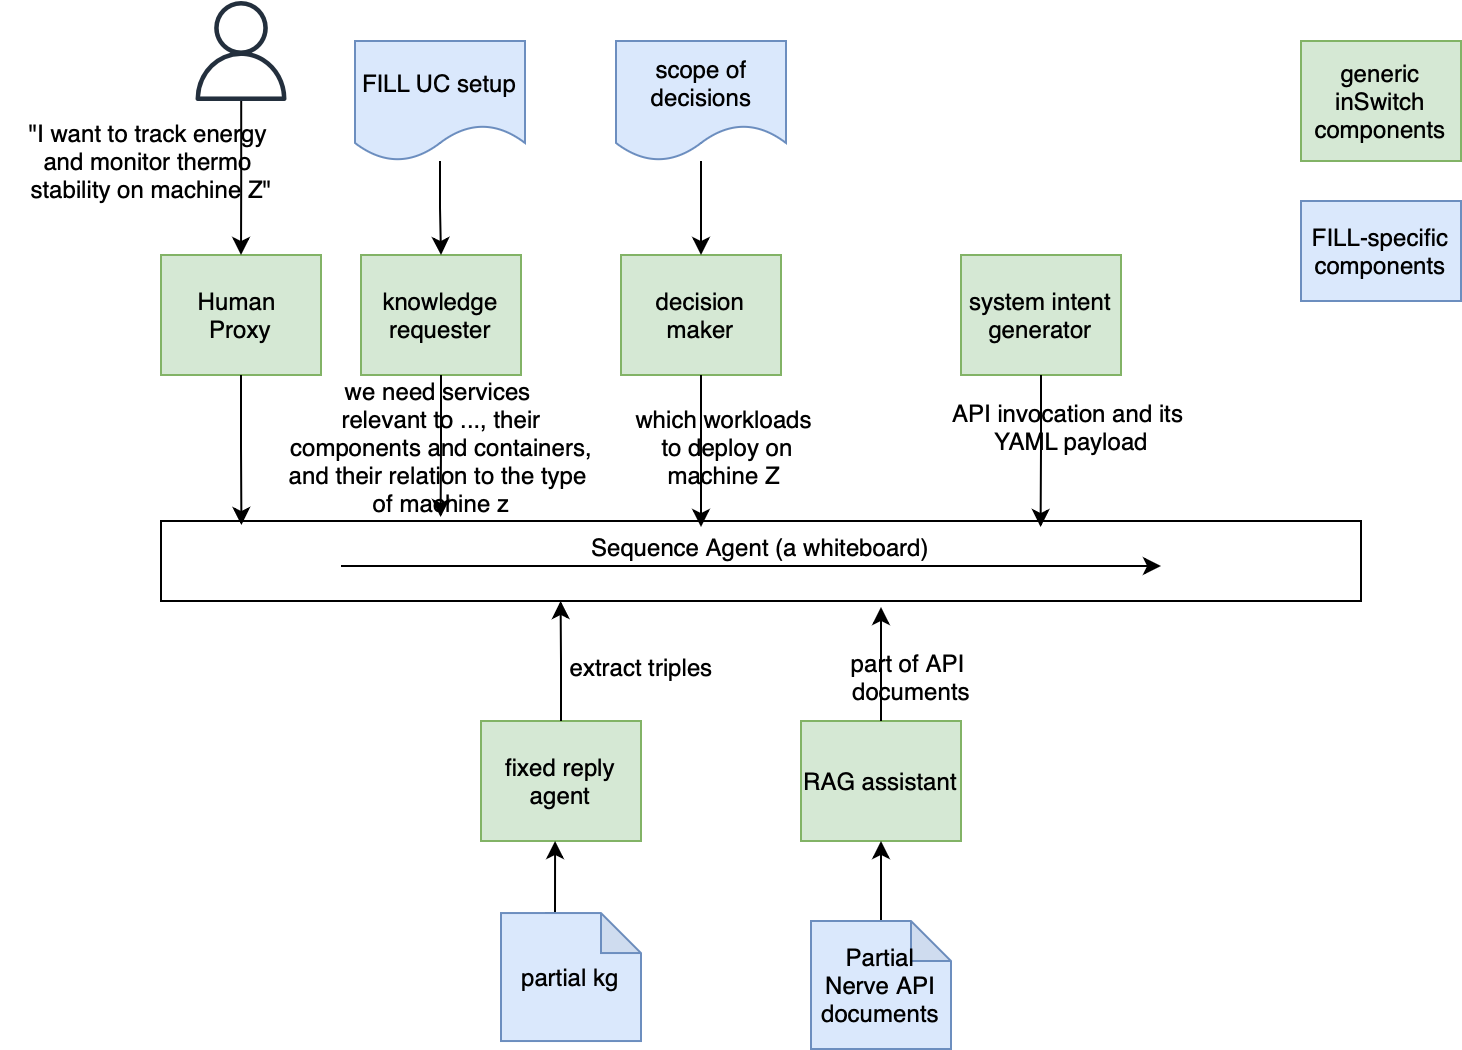 FILL UC setup
scope of
decisions
generic
inSwitch
components
"I want to track energy
and monitor thermo
stability on machine Z"
FILL-specific
components
Human
Proxy
knowledge
requester
decision
maker
system intent
generator
we need services
relevant to ..., their
components and containers,
and their relation to the type
of machine z
which workloads
to deploy on
machine Z
API invocation and its
YAML payload
Sequence Agent (a whiteboard)
extract triples
part of API
documents
fixed reply
agent
RAG assistant
partial kg
Partial
Nerve API
documents